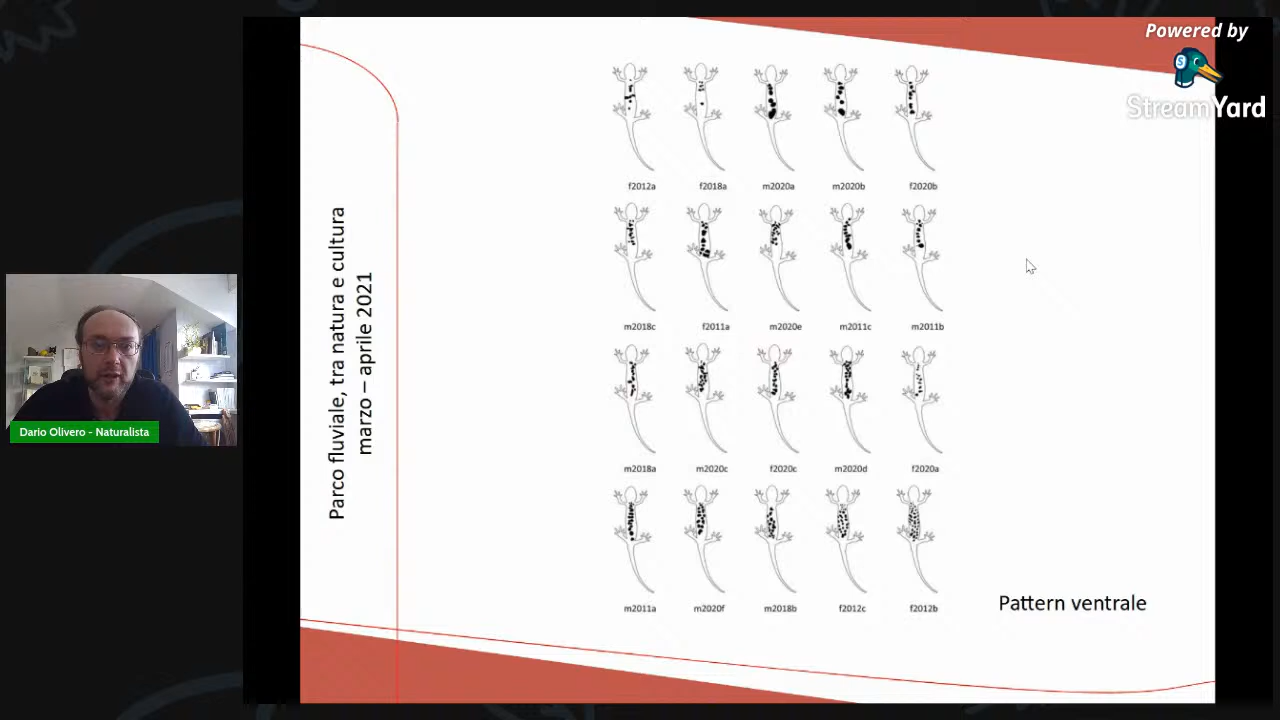 Powered by
StreamYard
Parco fluviale, tra natura e cultura
marzo – aprile 2021
f2012a f2018a m2020a m2020b f2020b
m2018c f2011a m2020e m2011c m2011b
m2018a m2020c f2020c m2020d f2020a
m2011a m2020f m2018b f2012c f2012b
Pattern ventrale
Dario Olivero - Naturalista